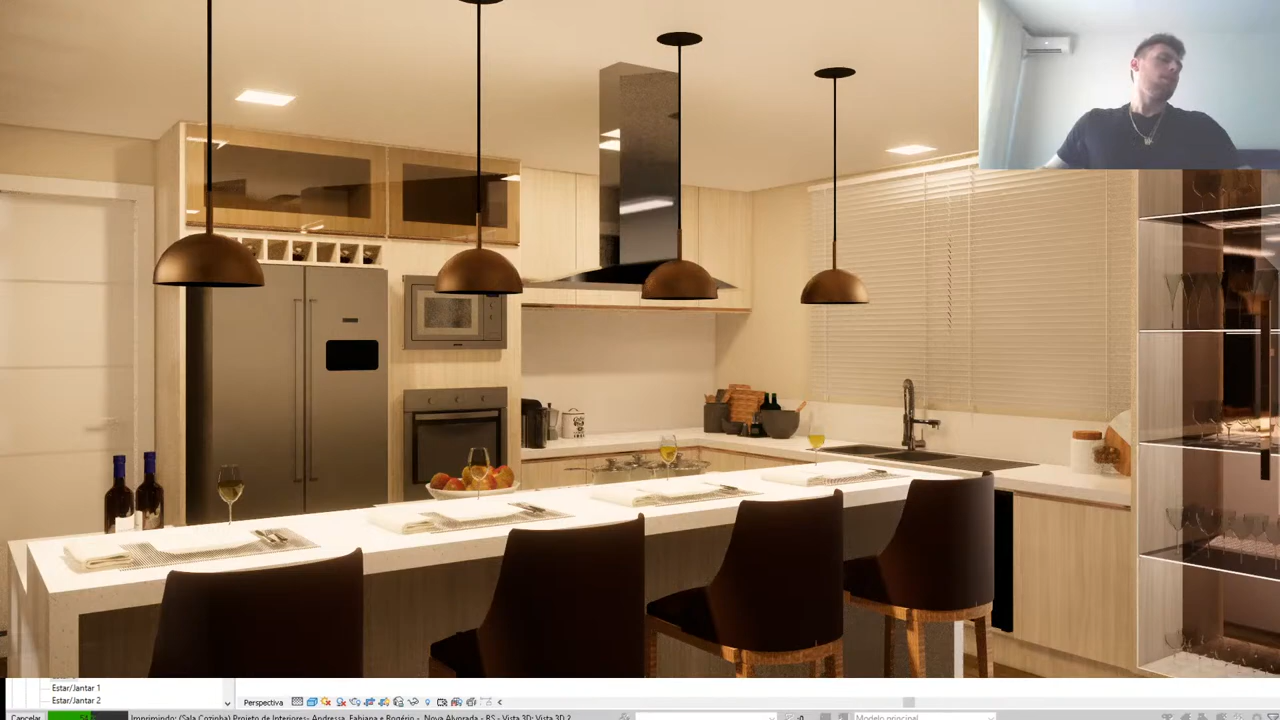 Estar/Jantar 1
Estar/Jantar 2
Perspectiva
Cancelar
Imprimindo: (Sala Cozinha) Projeto de Interiores- Andressa, Fabiana e Rogério - Nova Alvorada - RS - Vista 3D: Vista 3D 2
:0
Modelo principal